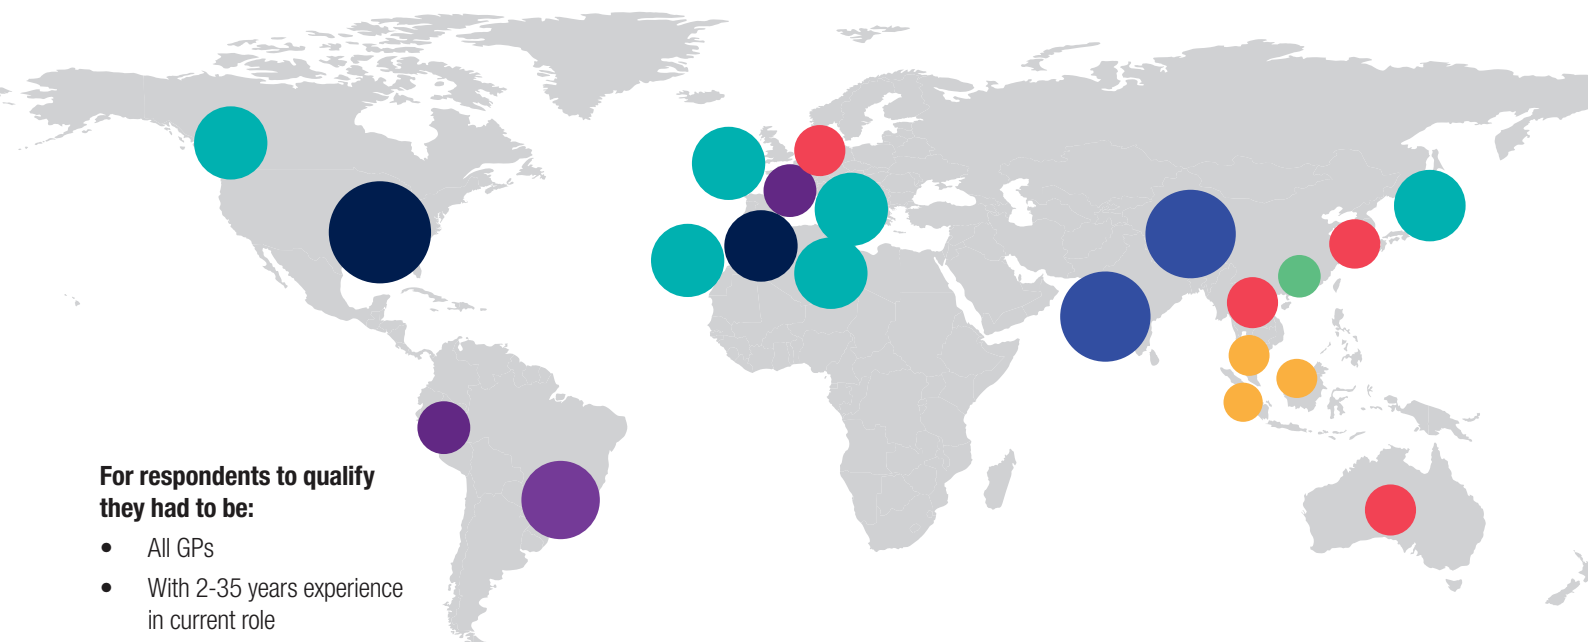 For respondents to qualify
they had to be:
• All GPs
• With 2-35 years experience
in current role